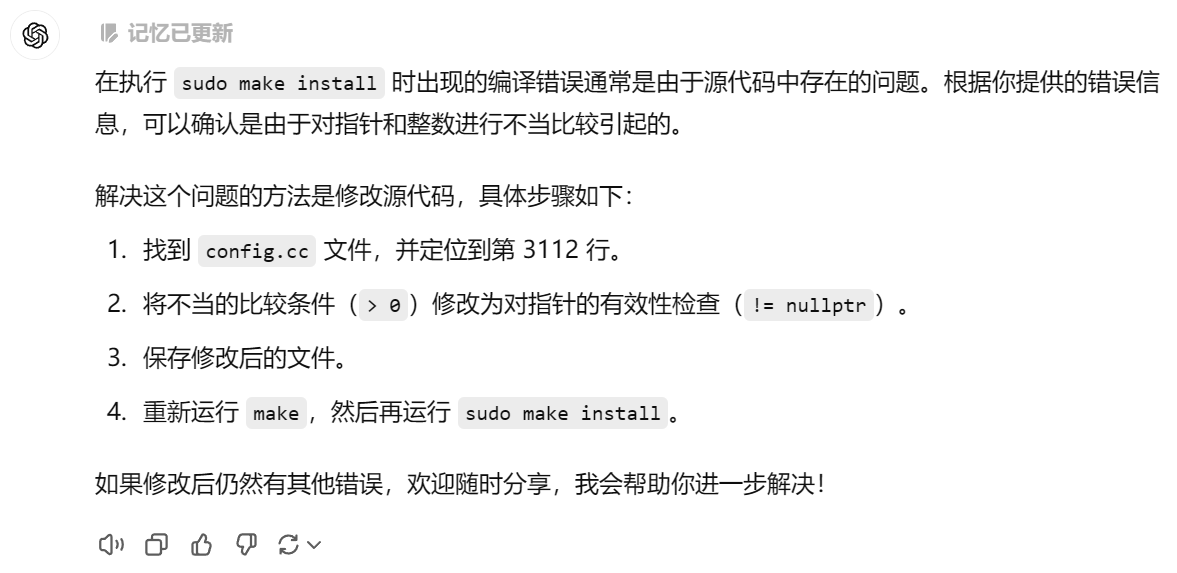 记忆已更新
在执行 sudo make install 时出现的编译错误通常是由于源代码中存在的问题。根据你提供的错误信
息，可以确认是由于对指针和整数进行不当比较引起的。
解决这个问题的方法是修改源代码，具体步骤如下：
1. 找到 config.cc 文件，并定位到第 3112 行。
2. 将不当的比较条件（> 0）修改为对指针的有效性检查（!= nullptr）。
3. 保存修改后的文件。
4. 重新运行 make，然后再运行 sudo make install。
如果修改后仍然有其他错误，欢迎随时分享，我会帮助你进一步解决！